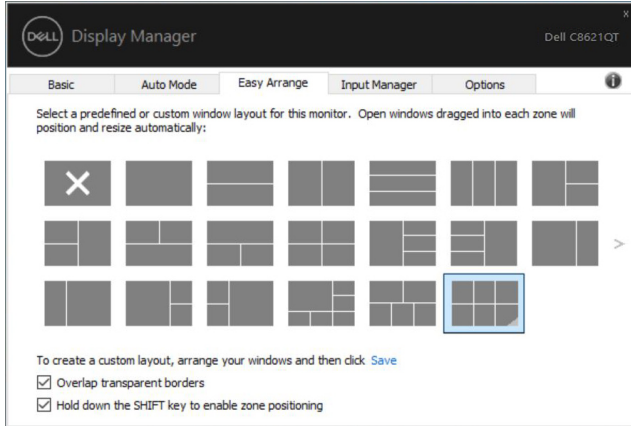 x
DELL Display Manager
Dell C8621QT
Basic Auto Mode Easy Arrange Input Manager Options
Select a predefined or custom window layout for this monitor. Open windows dragged into each zone will
position and resize automatically:
To create a custom layout, arrange your windows and then click Save
Overlap transparent borders
Hold down the SHIFT key to enable zone positioning